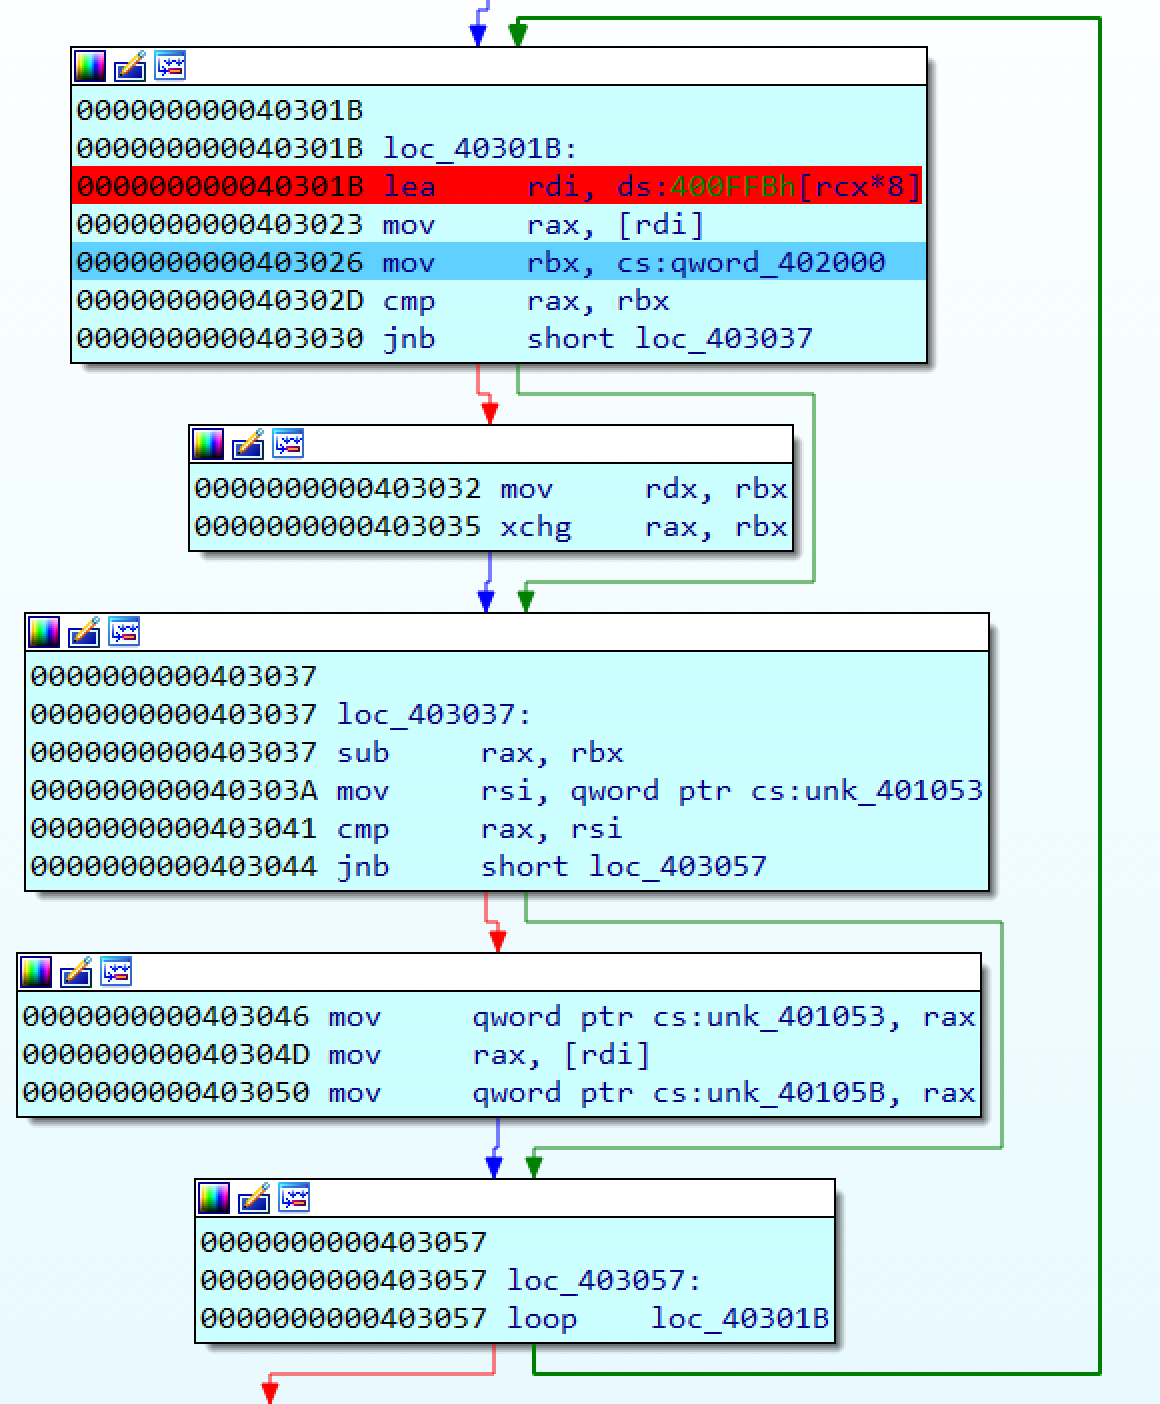 000000000040301B
000000000040301B loc_40301B:
000000000040301B lea rdi, ds:400FFBh[rcx*8]
0000000000403023 mov rax, [rdi]
0000000000403026 mov rbx, cs:qword_402000
000000000040302D cmp rax, rbx
0000000000403030 jnb short loc_403037
0000000000403032 mov rdx, rbx
0000000000403035 xchg rax, rbx
0000000000403037
0000000000403037 loc_403037:
0000000000403037 sub rax, rbx
000000000040303A mov rsi, qword ptr cs:unk_401053
0000000000403041 cmp rax, rsi
0000000000403044 jnb short loc_403057
0000000000403046 mov qword ptr cs:unk_401053, rax
000000000040304D mov rax, [rdi]
0000000000403050 mov qword ptr cs:unk_40105B, rax
0000000000403057
0000000000403057 loc_403057:
0000000000403057 loop loc_40301B